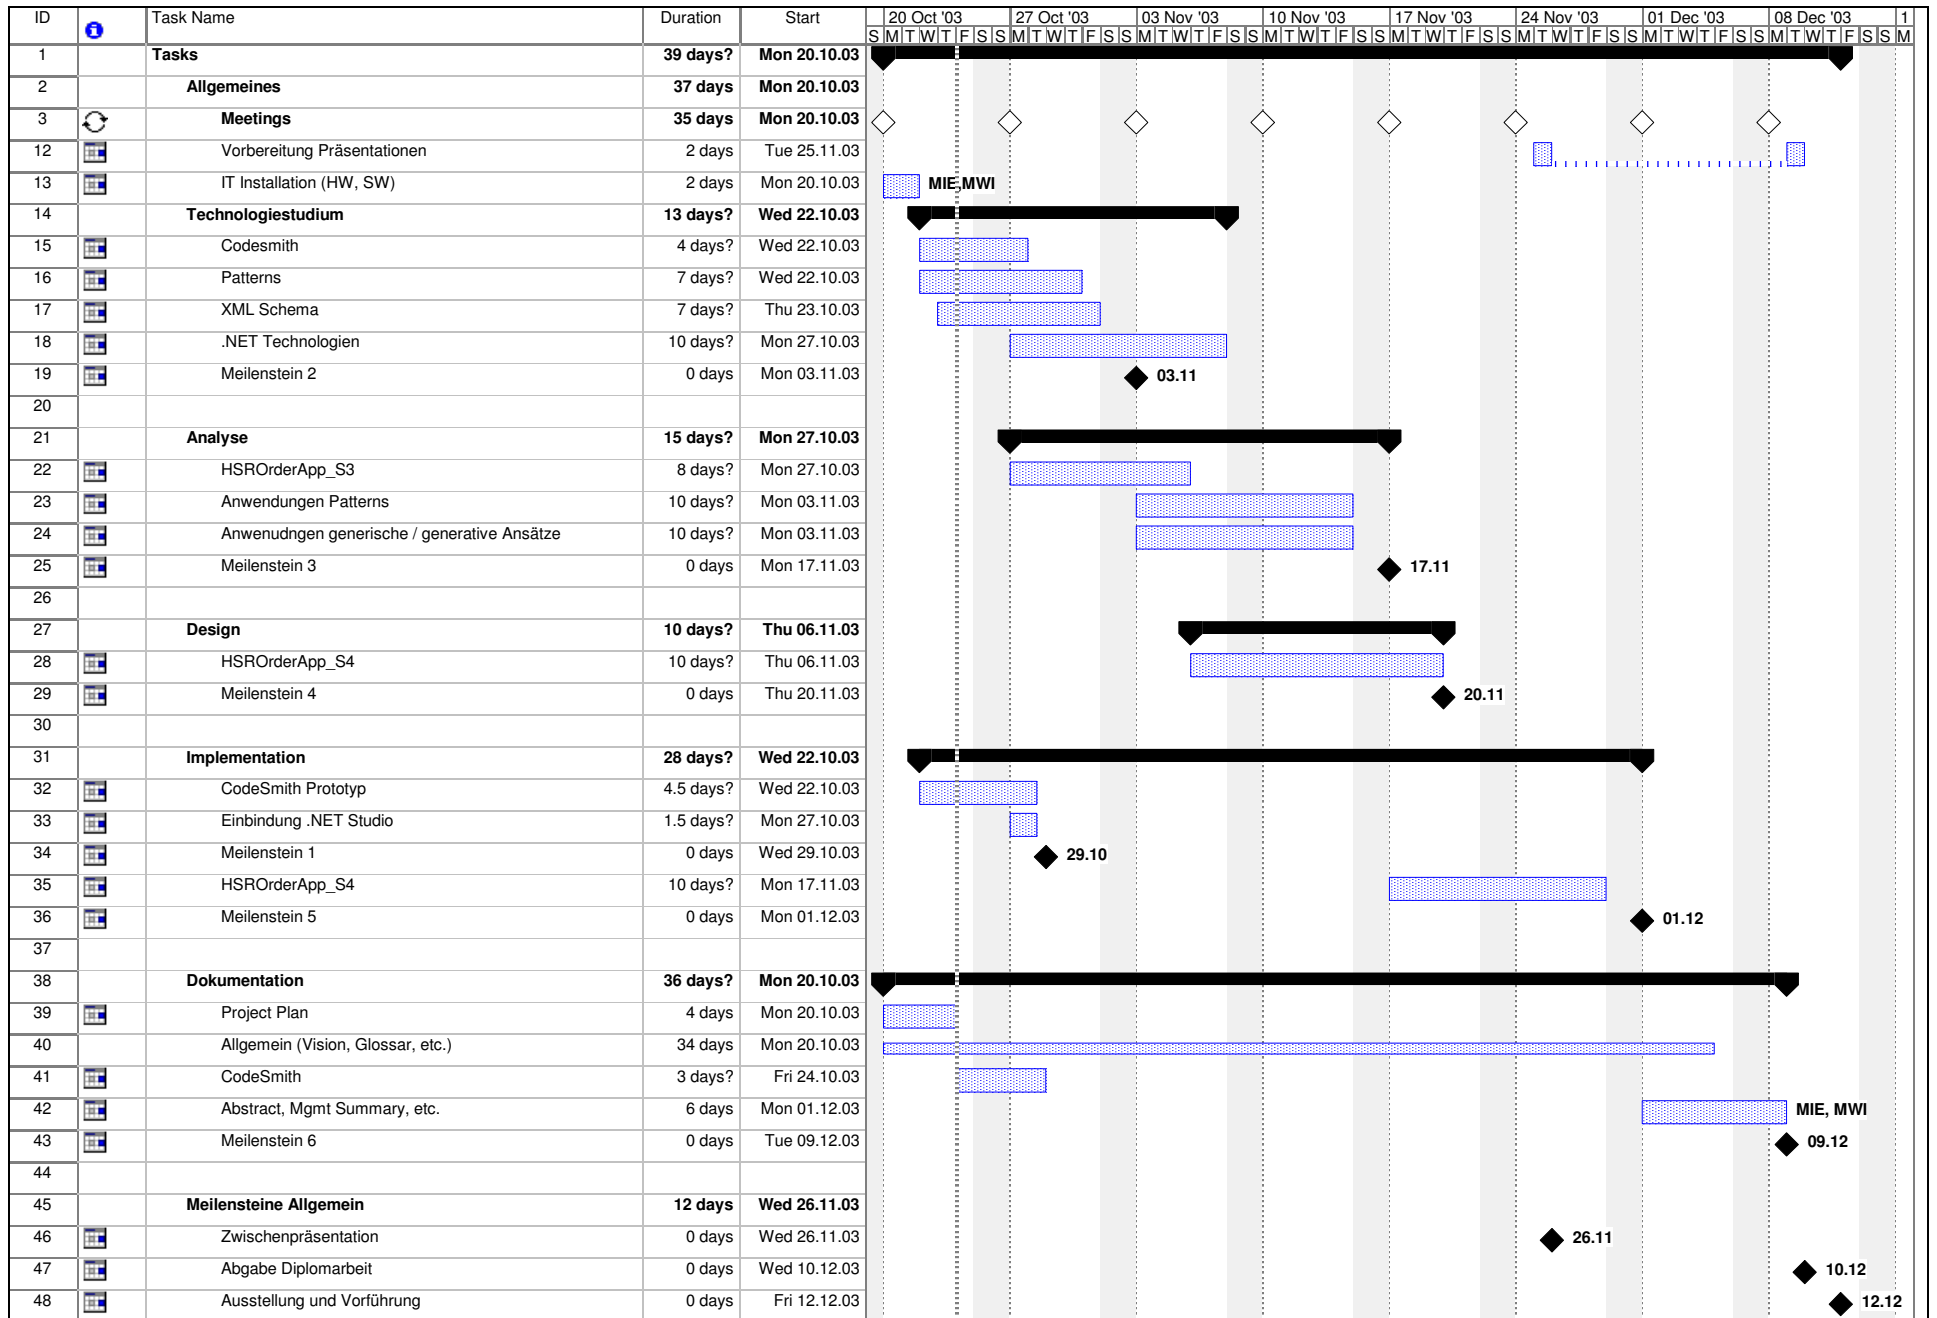 ID Task Name Duration Start 20 Oct '03 27 Oct '03 03 Nov '03 10 Nov '03 17 Nov '03 24 Nov '03 01 Dec '03 08 Dec '03 1
S M T W T F S S M T W T F S S M T W T F S S M T W T F S S M T W T F S S M T W T F S S M T W T F S S M T W T F S S M
1 Tasks 39 days? Mon 20.10.03
2 Allgemeines 37 days Mon 20.10.03
3 Meetings 35 days Mon 20.10.03
12 Vorbereitung Präsentationen 2 days Tue 25.11.03
13 IT Installation (HW, SW) 2 days Mon 20.10.03 MIE,MWI
14 Technologiestudium 13 days? Wed 22.10.03
15 Codesmith 4 days? Wed 22.10.03
16 Patterns 7 days? Wed 22.10.03
17 XML Schema 7 days? Thu 23.10.03
18 .NET Technologien 10 days? Mon 27.10.03
19 Meilenstein 2 0 days Mon 03.11.03 03.11
20
21 Analyse 15 days? Mon 27.10.03
22 HSROrderApp_S3 8 days? Mon 27.10.03
23 Anwendungen Patterns 10 days? Mon 03.11.03
24 Anwenudngen generische / generative Ansätze 10 days? Mon 03.11.03
25 Meilenstein 3 0 days Mon 17.11.03 17.11
26
27 Design 10 days? Thu 06.11.03
28 HSROrderApp_S4 10 days? Thu 06.11.03
29 Meilenstein 4 0 days Thu 20.11.03 20.11
30
31 Implementation 28 days? Wed 22.10.03
32 CodeSmith Prototyp 4.5 days? Wed 22.10.03
33 Einbindung .NET Studio 1.5 days? Mon 27.10.03
34 Meilenstein 1 0 days Wed 29.10.03 29.10
35 HSROrderApp_S4 10 days? Mon 17.11.03
36 Meilenstein 5 0 days Mon 01.12.03 01.12
37
38 Dokumentation 36 days? Mon 20.10.03
39 Project Plan 4 days Mon 20.10.03
40 Allgemein (Vision, Glossar, etc.) 34 days Mon 20.10.03
41 CodeSmith 3 days? Fri 24.10.03
42 Abstract, Mgmt Summary, etc. 6 days Mon 01.12.03 MIE, MWI
43 Meilenstein 6 0 days Tue 09.12.03 09.12
44
45 Meilensteine Allgemein 12 days Wed 26.11.03
46 Zwischenpräsentation 0 days Wed 26.11.03 26.11
47 Abgabe Diplomarbeit 0 days Wed 10.12.03 10.12
48 Ausstellung und Vorführung 0 days Fri 12.12.03 12.12